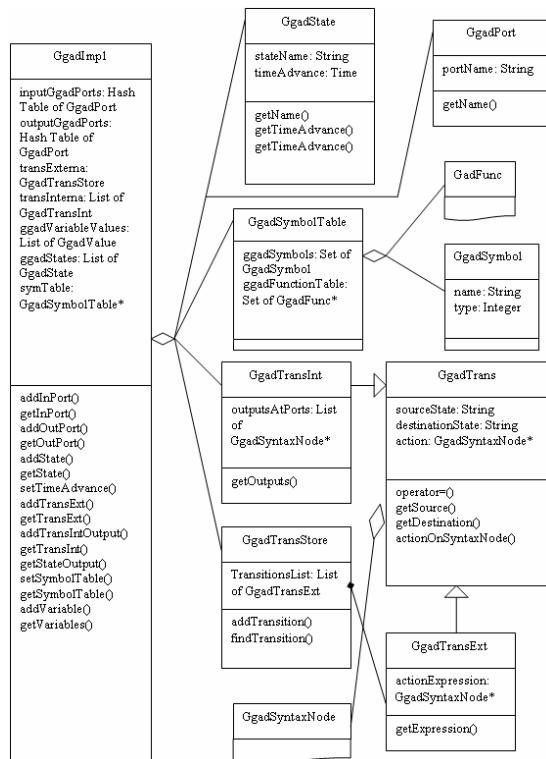 GgadImpl
inputGgadPorts: Hash
Table of GgadPort
outputGgadPorts:
Hash Table of
GgadPort
transExterna:
GgadTransStore
transInterna: List of
GgadTransInt
ggadVariableValues:
List of GgadValue
ggadStates: List of
GgadState
symTable:
GgadSymbolTable*
addInPort()
getInPort()
addOutPort()
getOutPort()
addState()
getState()
setTimeAdvance()
addTransExt()
getTransExt()
addTransIntOutput()
getTransInt()
getStateOutput()
setSymbolTable()
getSymbolTable()
addVariable()
getVariables()
GgadState
stateName: String
timeAdvance: Time
getName()
getTimeAdvance()
getTimeAdvance()
GgadPort
portName: String
getName()
GadFunc
GgadSymbolTable
ggadSymbols: Set of
GgadSymbol
ggadFunctionTable:
Set of GgadFunc*
GgadSymbol
name: String
type: Integer
GgadTransInt
outputsAtPorts: List
of
GgadSyntaxNode*
getOutputs()
GgadTrans
sourceState: String
destinationState: String
action: GgadSyntaxNode*
operator=()
getSource()
getDestination()
actionOnSyntaxNode()
GgadTransStore
TransitionsList: List
of GgadTransExt
addTransition()
findTransition()
GgadTransExt
actionExpression:
GgadSyntaxNode*
getExpression()
GgadSyntaxNode